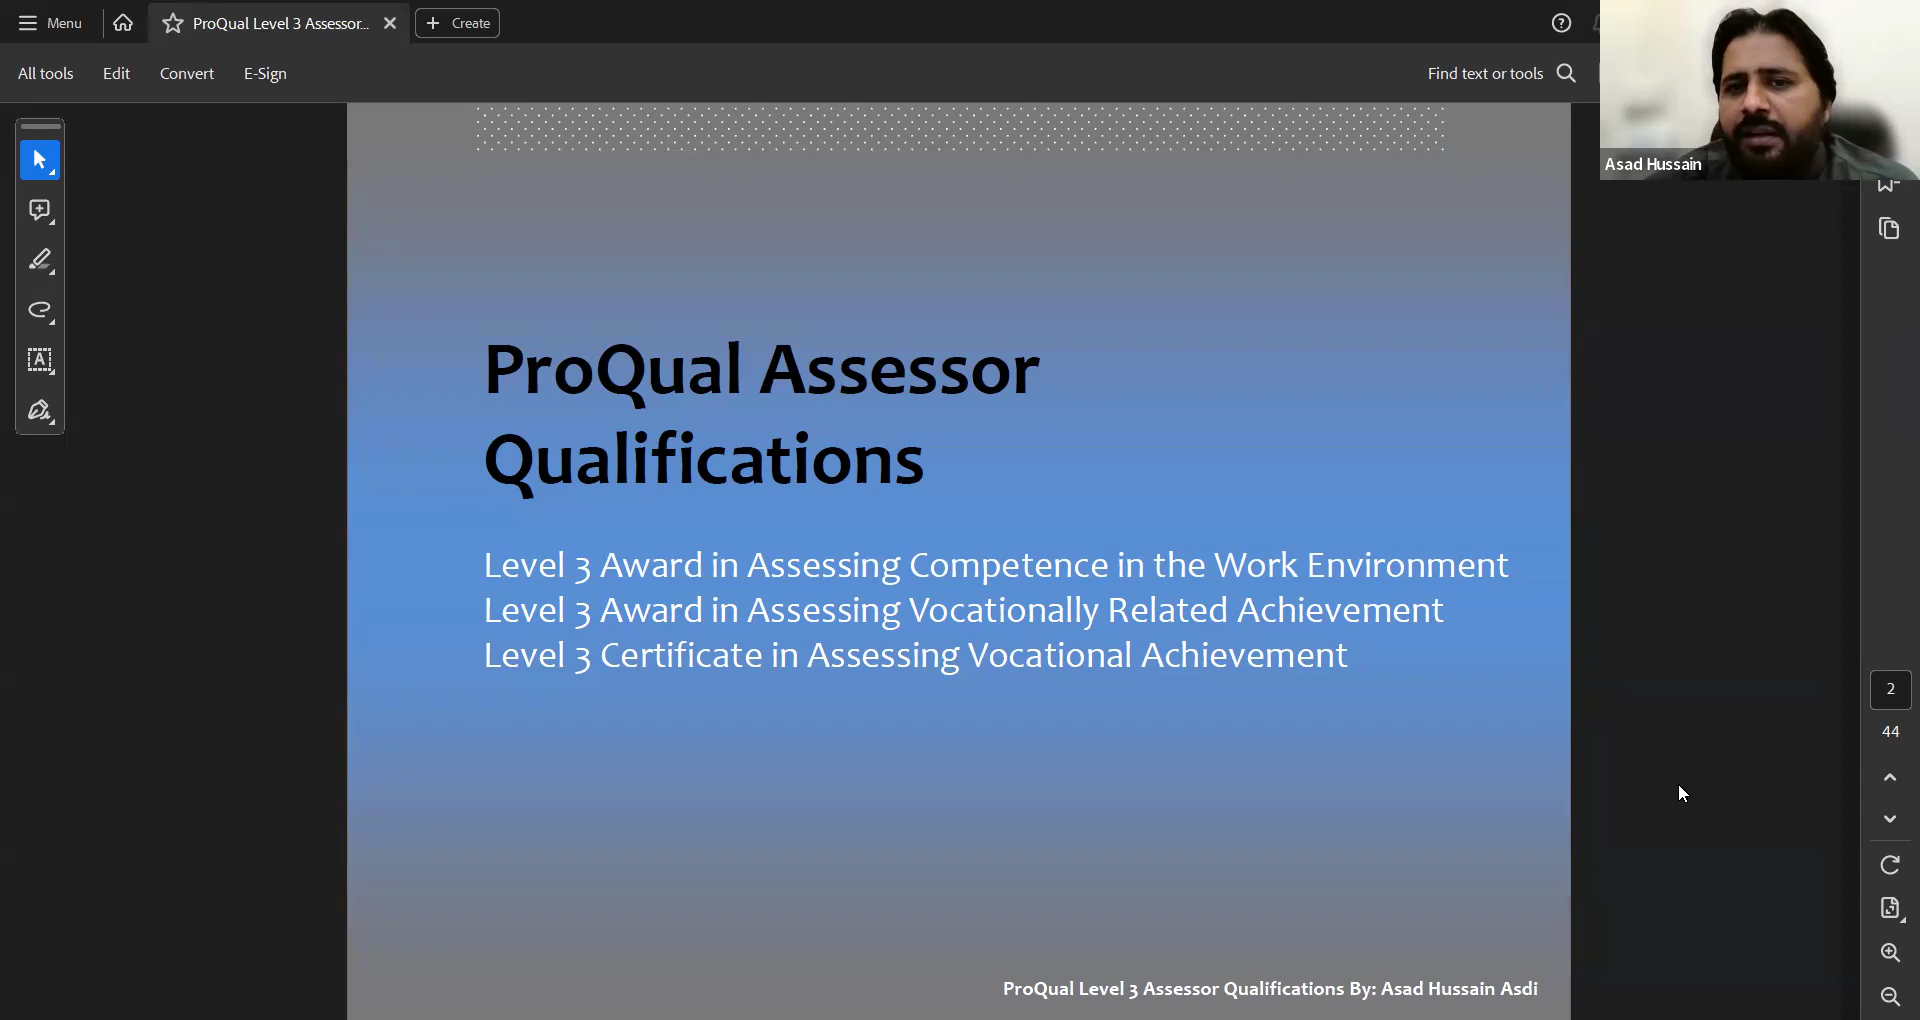 Menu
ProQual Level 3 Assessor...
Create
All tools
Edit
Convert
E-Sign
Find text or tools
Asad Hussain
ProQual Assessor
Qualifications
Level 3 Award in Assessing Competence in the Work Environment
Level 3 Award in Assessing Vocationally Related Achievement
Level 3 Certificate in Assessing Vocational Achievement
2
44
ProQual Level 3 Assessor Qualifications By: Asad Hussain Asdi